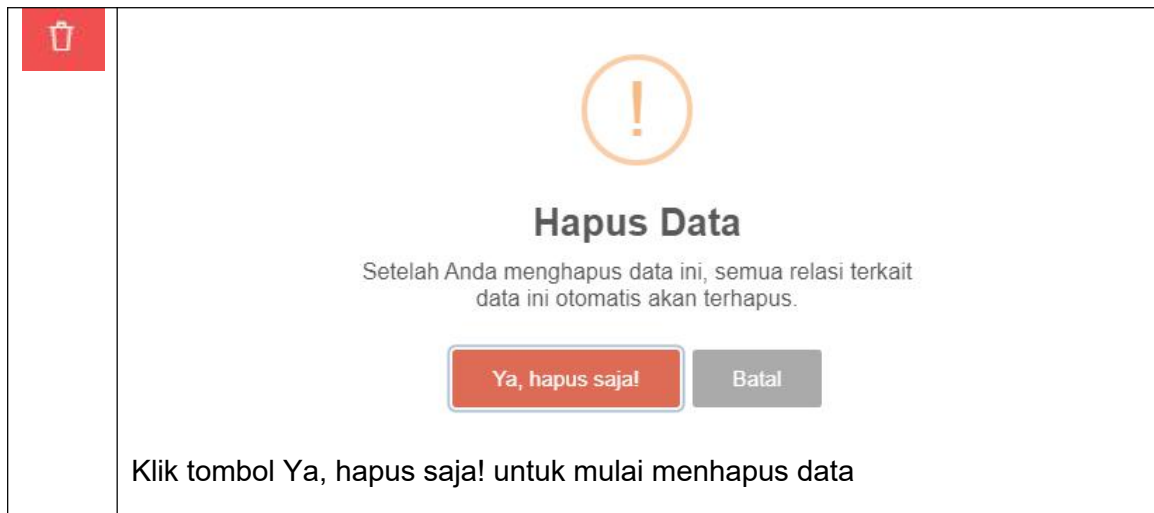 !
Hapus Data
Setelah Anda menghapus data ini, semua relasi terkait
data ini otomatis akan terhapus.
Ya, hapus saja! Batal
Klik tombol Ya, hapus saja! untuk mulai menhapus data